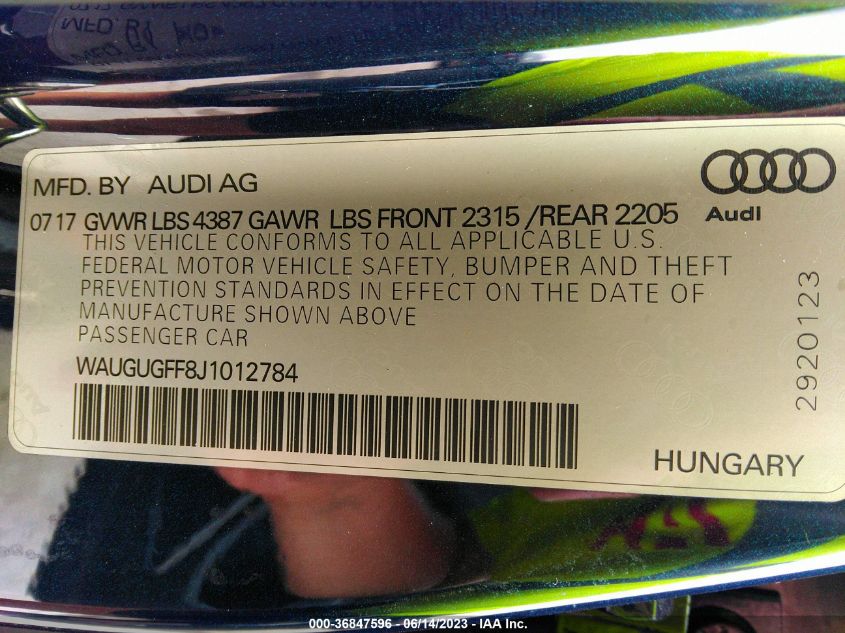 MFD. BY AUDI AG
Audi
07 17 GVWR LBS 4387 GAWR LBS FRONT 2315 /REAR 2205
THIS VEHICLE CONFORMS TO ALL APPLICABLE U.S.
FEDERAL MOTOR VEHICLE SAFETY, BUMPER AND THEFT
PREVENTION STANDARDS IN EFFECT ON THE DATE OF
MANUFACTURE SHOWN ABOVE
PASSENGER CAR
WAUGUGFF8J1012784
2920123
HUNGARY
000-36847596 - 06/14/2023 - IAA Inc.